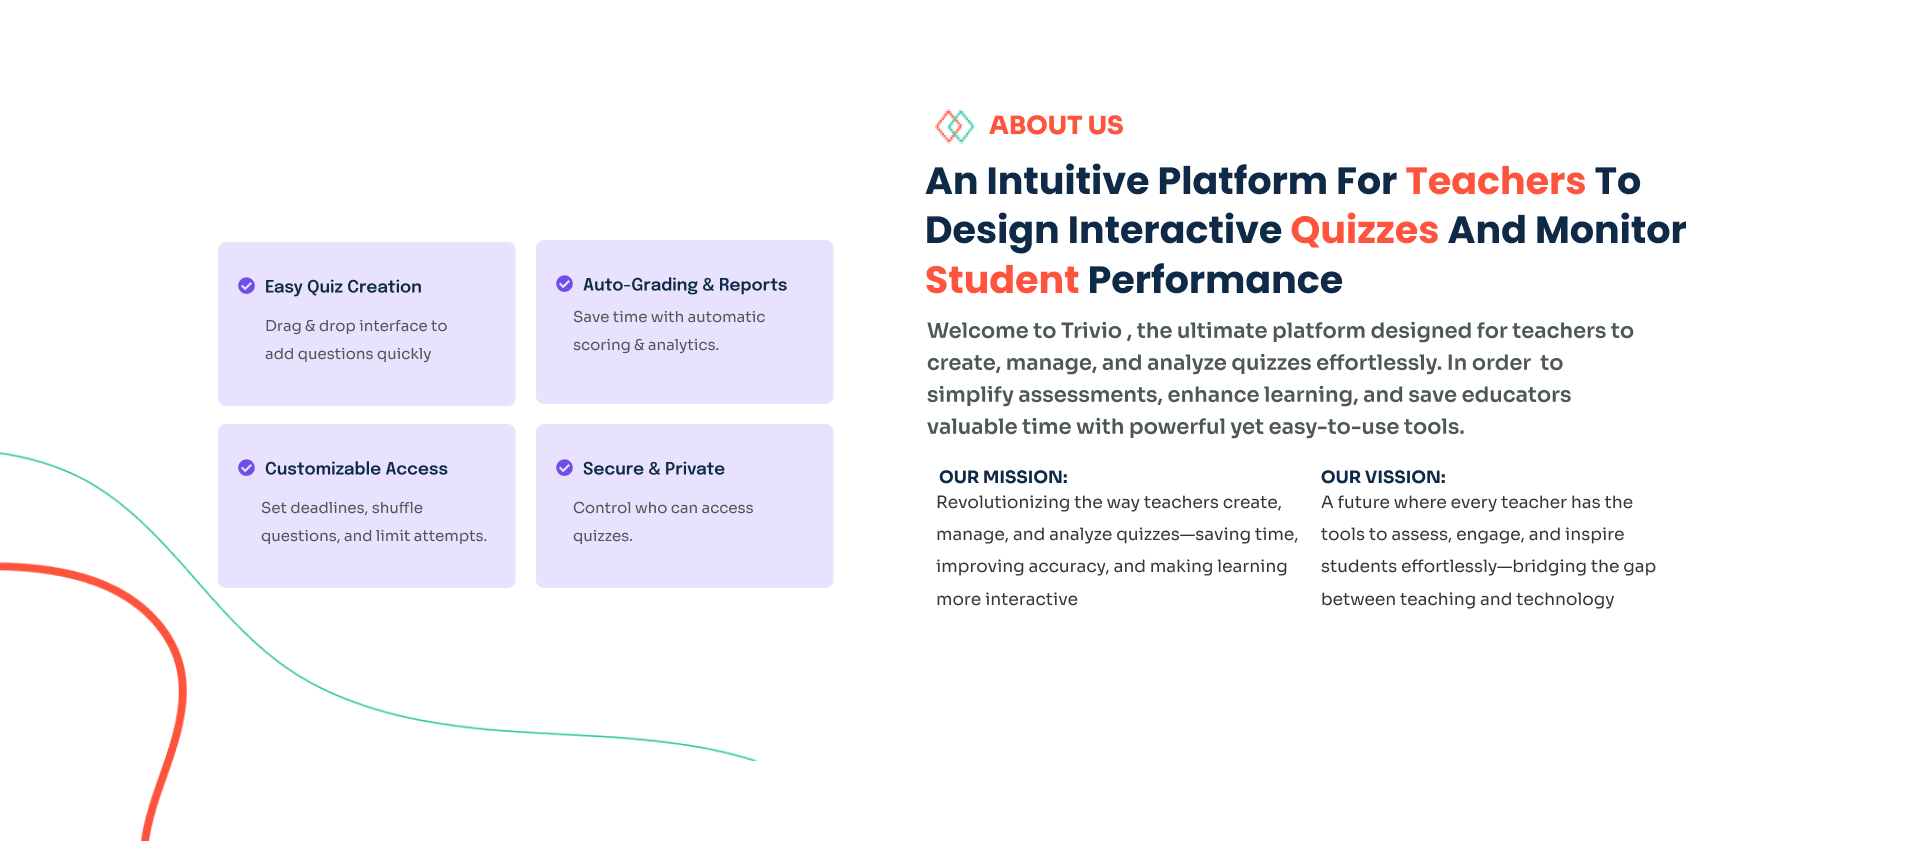 Easy Quiz Creation
Drag & drop interface to
add questions quickly
Auto-Grading & Reports
Save time with automatic
scoring & analytics.
Customizable Access
Set deadlines, shuffle
questions, and limit attempts.
Secure & Private
Control who can access
quizzes.
ABOUT US
An Intuitive Platform For Teachers To
Design Interactive Quizzes And Monitor
Student Performance
Welcome to Trivio , the ultimate platform designed for teachers to
create, manage, and analyze quizzes effortlessly. In order  to
simplify assessments, enhance learning, and save educators
valuable time with powerful yet easy-to-use tools.
OUR MISSION:
Revolutionizing the way teachers create,
manage, and analyze quizzes—saving time,
improving accuracy, and making learning
more interactive
OUR VISSION:
A future where every teacher has the
tools to assess, engage, and inspire
students effortlessly—bridging the gap
between teaching and technology